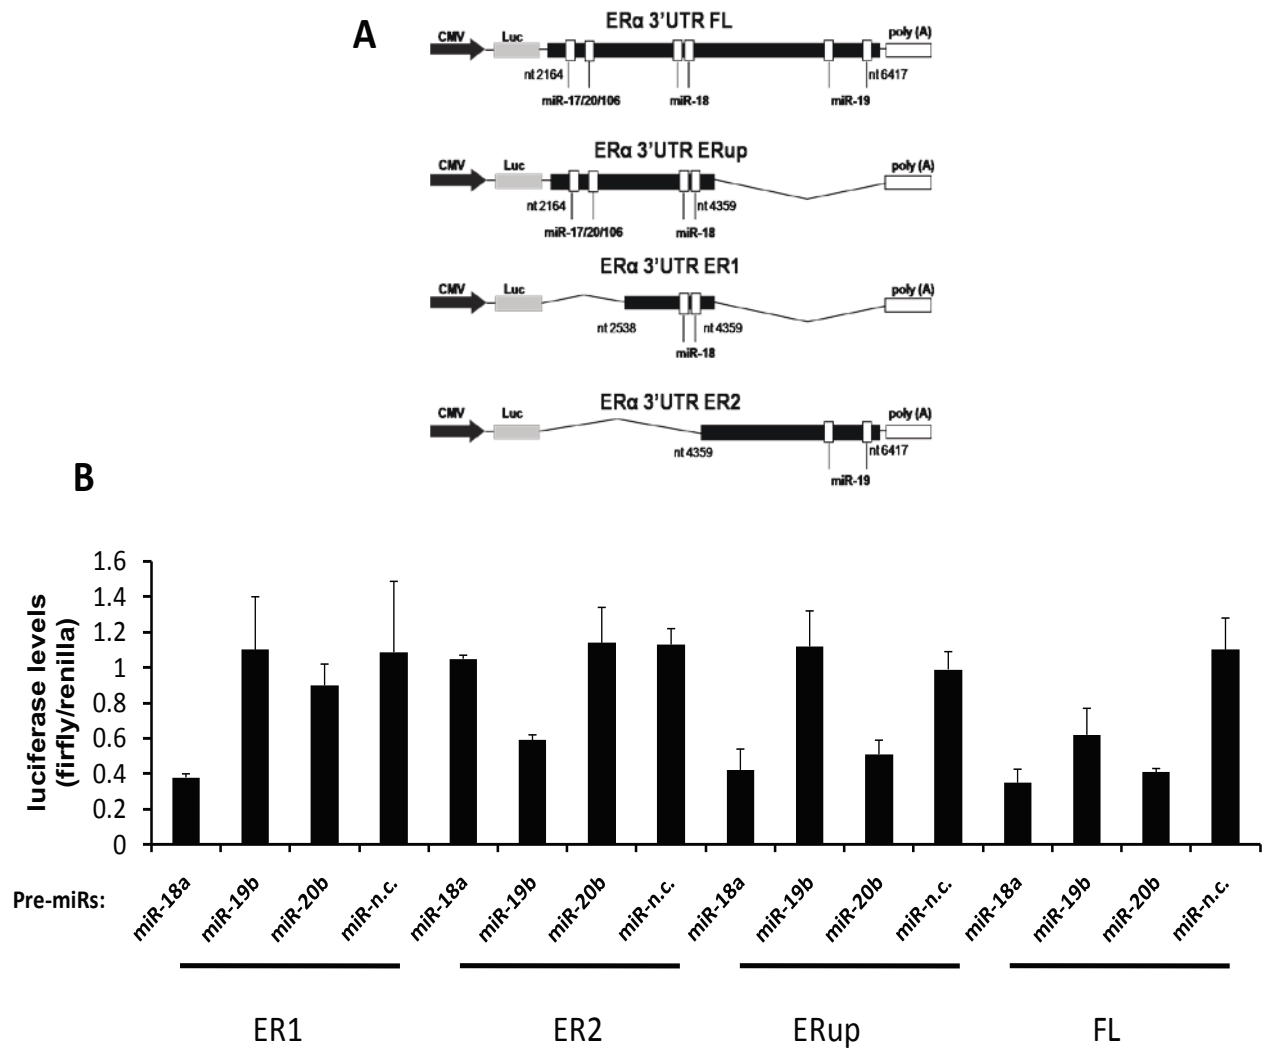 A
ERα 3'UTR FL
CMV
Luc
poly (A)
nt 2164
nt 6417
miR-17/20/106
miR-18
miR-19
ERα 3'UTR ERup
CMV
Luc
poly (A)
nt 2164
nt 4359
miR-17/20/106
miR-18
ERα 3'UTR ER1
CMV
Luc
poly (A)
nt 2538
nt 4359
miR-18
ERα 3'UTR ER2
CMV
Luc
poly (A)
nt 4359
nt 6417
miR-19
B
luciferase levels
(firfly/renilla)
1.6
1.4
1.2
1
0.8
0.6
0.4
0.2
0
Pre-miRs:
miR-18a
miR-19b
miR-20b
miR-n.c.
miR-18a
miR-19b
miR-20b
miR-n.c.
miR-18a
miR-19b
miR-20b
miR-n.c.
miR-18a
miR-19b
miR-20b
miR-n.c.
ER1
ER2
ERup
FL